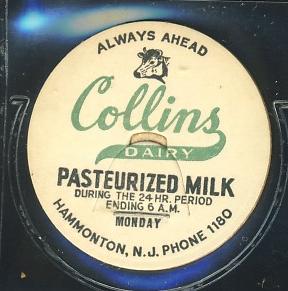 ALWAYS AHEAD
Collins
DAIRY
PASTEURIZED MILK
DURING THE 24 HR. PERIOD
ENDING 6 A.M.
MONDAY
HAMMONTON, N.J. PHONE 1180